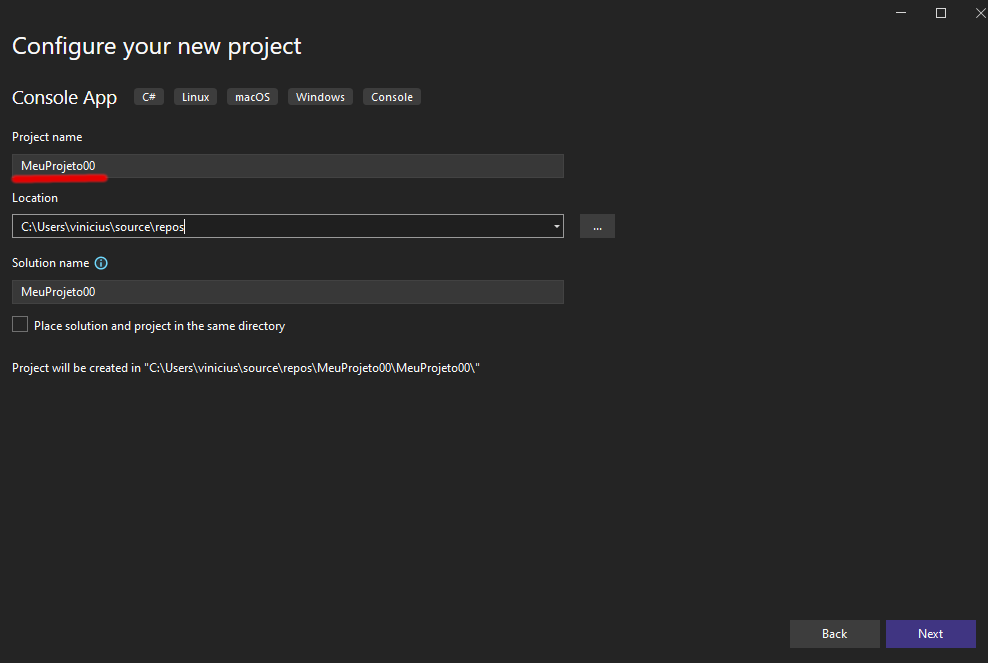 Configure your new project
Console App C# Linux macOS Windows Console
Project name
MeuProjeto00
Location
C:\Users\vinicius\source\repos
...
Solution name
MeuProjeto00
Place solution and project in the same directory
Project will be created in "C:\Users\vinicius\source\repos\MeuProjeto00\MeuProjeto00\"
Back Next